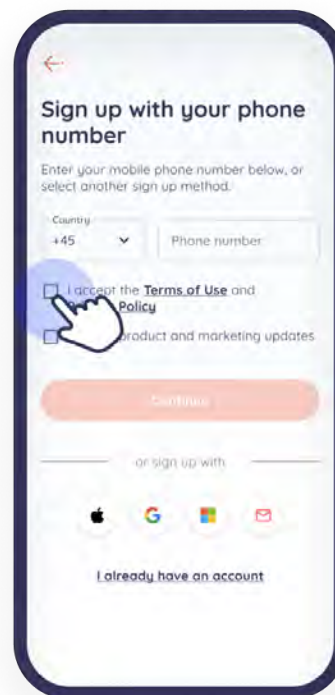 Sign up with your phone
number
Enter your mobile phone number below, or
select another sign up method.
Country
+45
Phone number
I accept the Terms of Use and
Policy
product and marketing updates
Continue
or sign up with
I already have an account